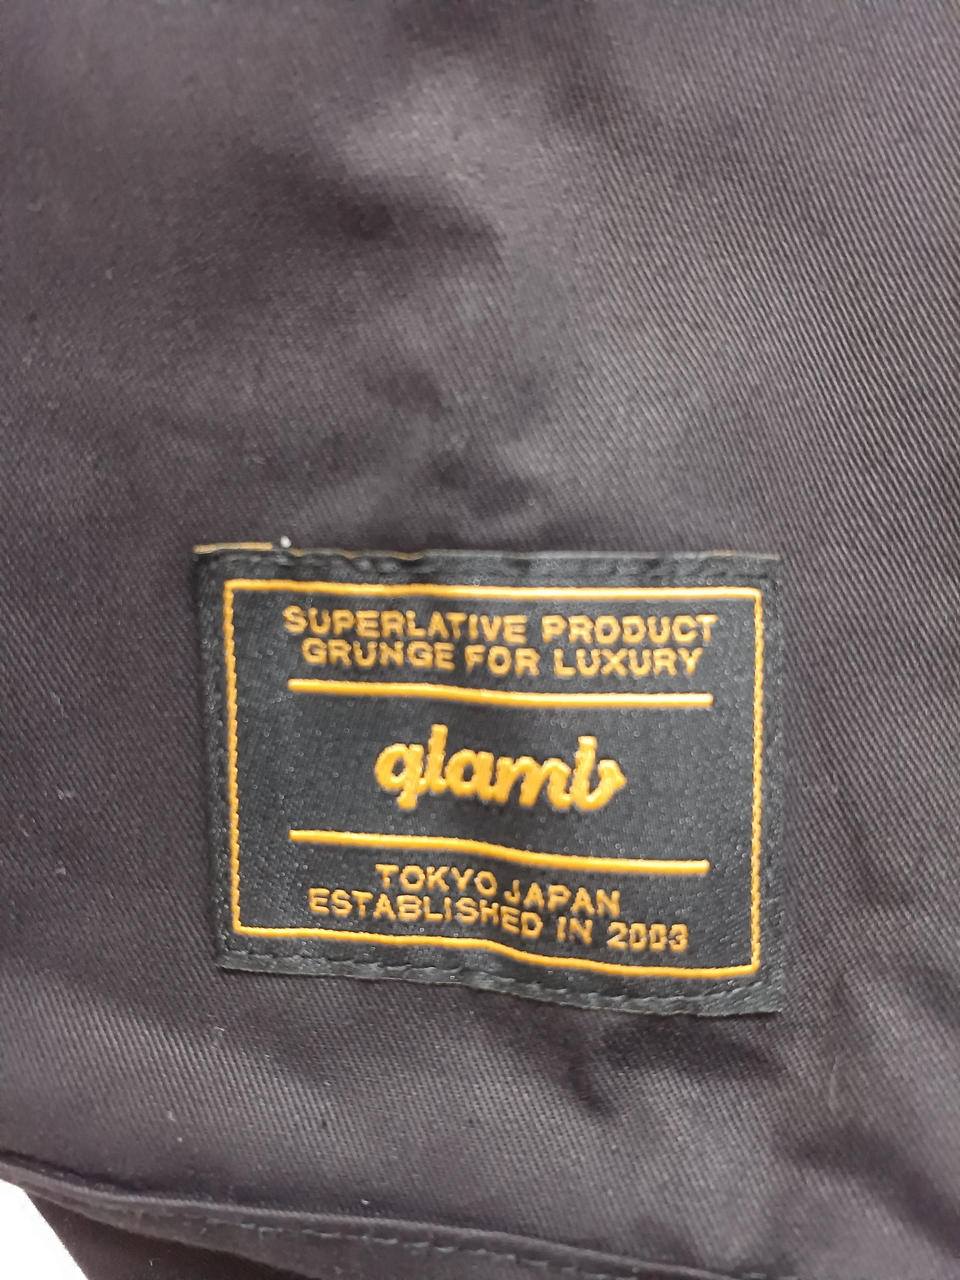 SUPERLATIVE PRODUCT
GRUNGE FOR LUXURY
glamb
TOKYO JAPAN
ESTABLISHED IN 2003